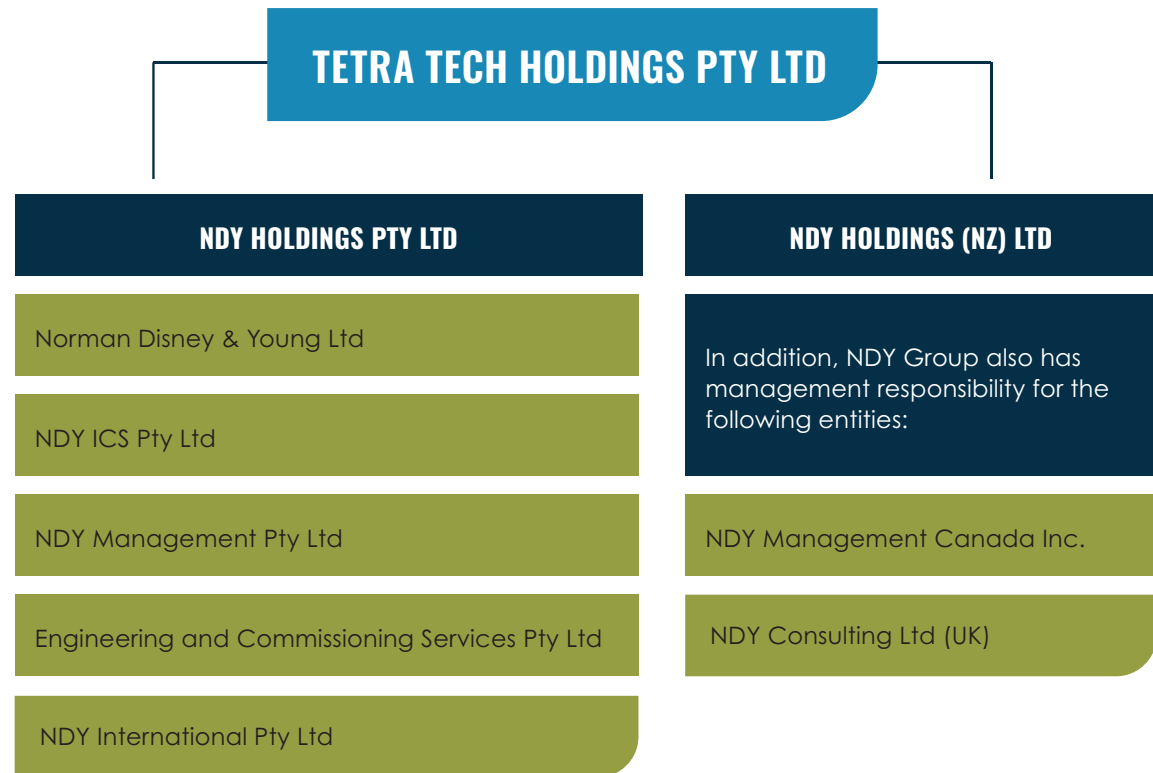 TETRA TECH HOLDINGS PTY LTD
NDY HOLDINGS PTY LTD
Norman Disney & Young Ltd
NDY ICS Pty Ltd
NDY Management Pty Ltd
Engineering and Commissioning Services Pty Ltd
NDY International Pty Ltd
NDY HOLDINGS (NZ) LTD
In addition, NDY Group also has
management responsibility for the
following entities:
NDY Management Canada Inc.
NDY Consulting Ltd (UK)